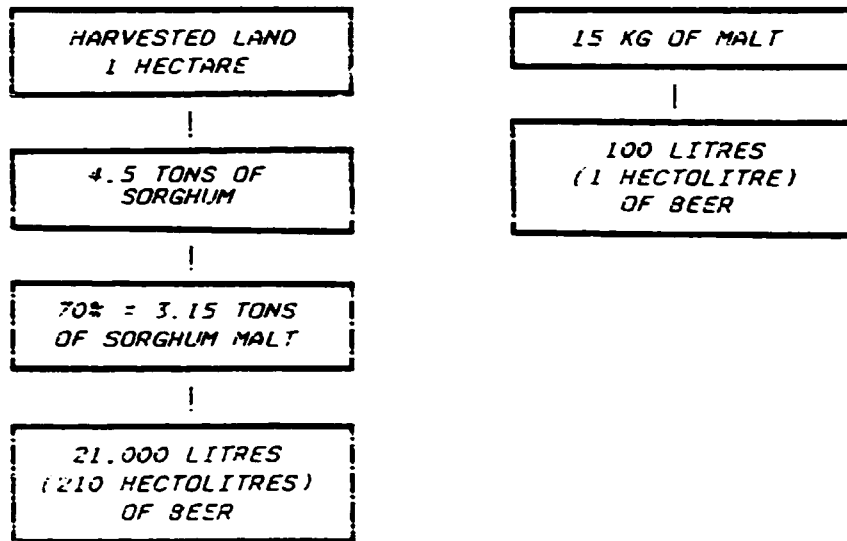 HARVESTED LAND
1 HECTARE
4.5 TONS OF
SORGHUM
70% = 3.15 TONS
OF SORGHUM MALT
21.000 LITRES
(210 HECTOLITRES)
OF BEER
15 KG OF MALT
100 LITRES
(1 HECTOLITRE)
OF BEER